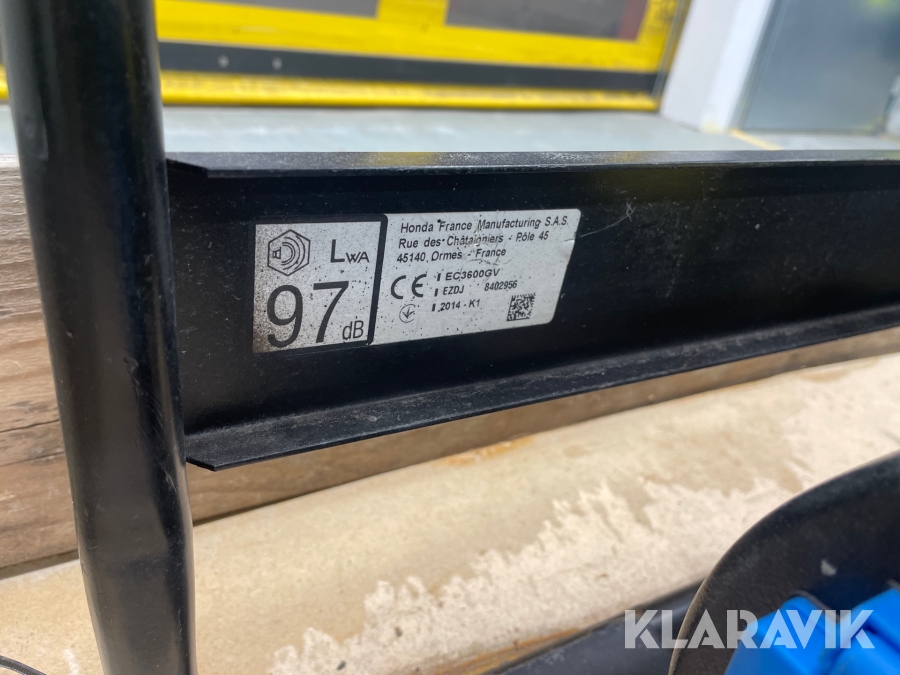 LWA
97 dB
Honda France Manufacturing S.A.S.
Rue des Châtaigniers - Pôle 45
45140, Ormes - France
CE
EC3600GV
EZDJ 8402956
2014 - K1
KLARAVIK